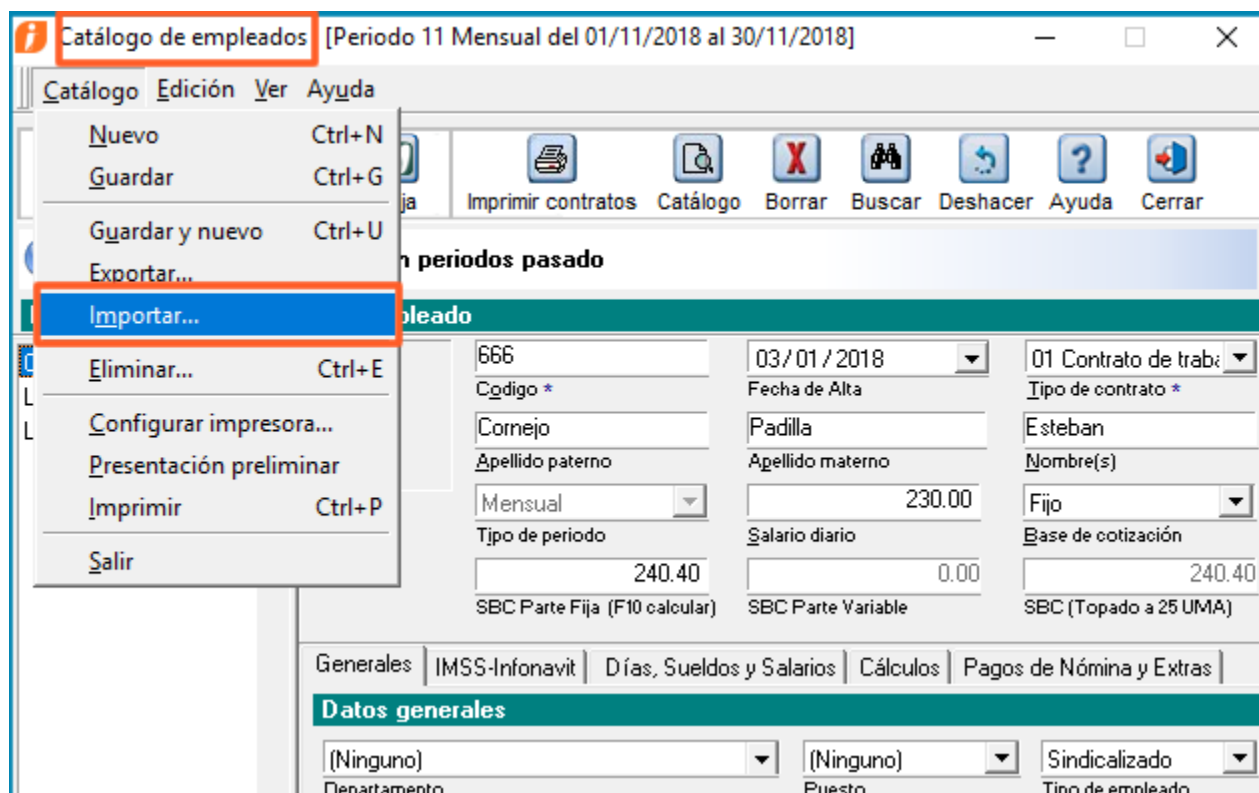 Catálogo de empleados [Periodo 11 Mensual del 01/11/2018 al 30/11/2018]
Catálogo Edición Ver Ayuda
Nuevo Ctrl+N
Guardar Ctrl+G
Guardar y nuevo Ctrl+U
Exportar...
Importar...
Eliminar... Ctrl+E
Configurar impresora...
Presentación preliminar
Imprimir Ctrl+P
Salir
Imprimir contratos Catálogo Borrar Buscar Deshacer Ayuda Cerrar
periodos pasado
666 03/01/2018 01 Contrato de traba
Codigo * Fecha de Alta Tipo de contrato *
Cornejo Padilla Esteban
Apellido paterno Apellido materno Nombre(s)
Mensual 230.00 Fijo
Tipo de periodo Salario diario Base de cotización
240.40 0.00 240.40
SBC Parte Fija (F10 calcular) SBC Parte Variable SBC (Topado a 25 UMA)
Generales IMSS-Infonavit Días, Sueldos y Salarios Cálculos Pagos de Nómina y Extras
Datos generales
(Ninguno) (Ninguno) Sindicalizado
Departamento Puesto Tipo de empleado